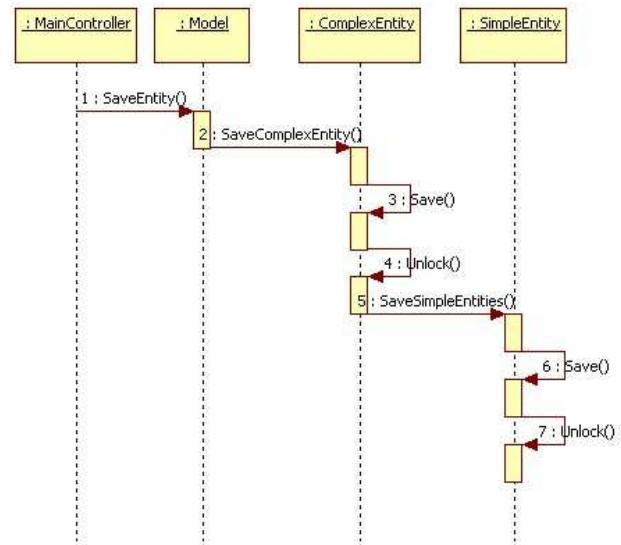 : MainController
: Model
: ComplexEntity
: SimpleEntity
1 : SaveEntity()
2 : SaveComplexEntity()
3 : Save()
4 : Unlock()
5 : SaveSimpleEntities()
6 : Save()
7 : Unlock()